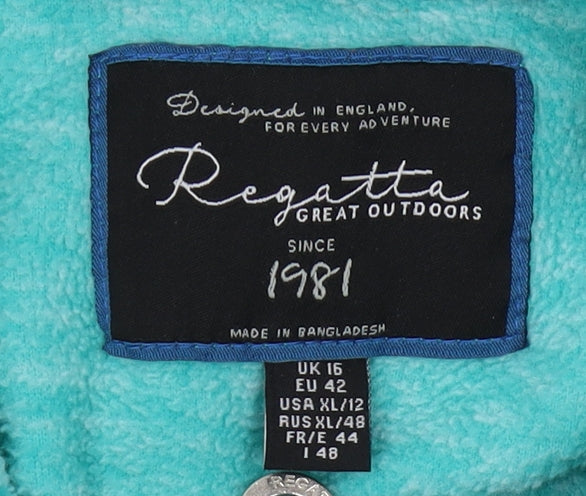 Designed IN ENGLAND,
FOR EVERY ADVENTURE
Regatta
GREAT OUTDOORS
SINCE
1981
MADE IN BANGLADESH
UK 16
EU 42
USA XL/12
RUS XL/48
FR/E 44
I 48
REGA